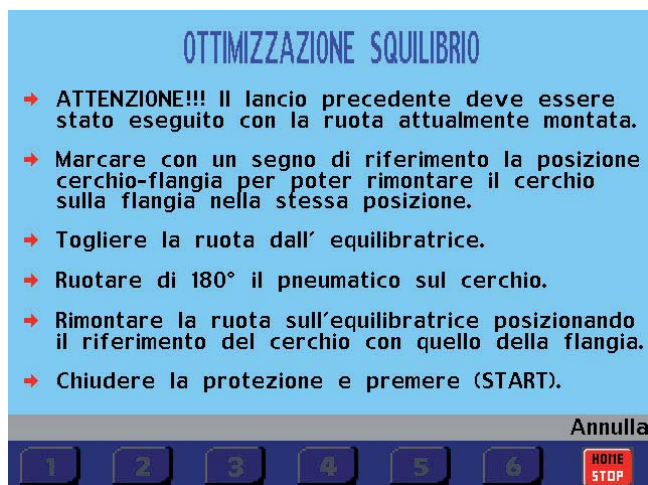 OTTIMIZZAZIONE SQUILIBRIO
ATTENZIONE!!! Il lancio precedente deve essere
stato eseguito con la ruota attualmente montata.
Marcare con un segno di riferimento la posizione
cerchio-flangia per poter rimontare il cerchio
sulla flangia nella stessa posizione.
Togliere la ruota dall' equilibratrice.
Ruotare di 180° il pneumatico sul cerchio.
Rimontare la ruota sull'equilibratrice posizionando
il riferimento del cerchio con quello della flangia.
Chiudere la protezione e premere (START).
Annulla
1 2 3 4 5 6 HOME
STOP